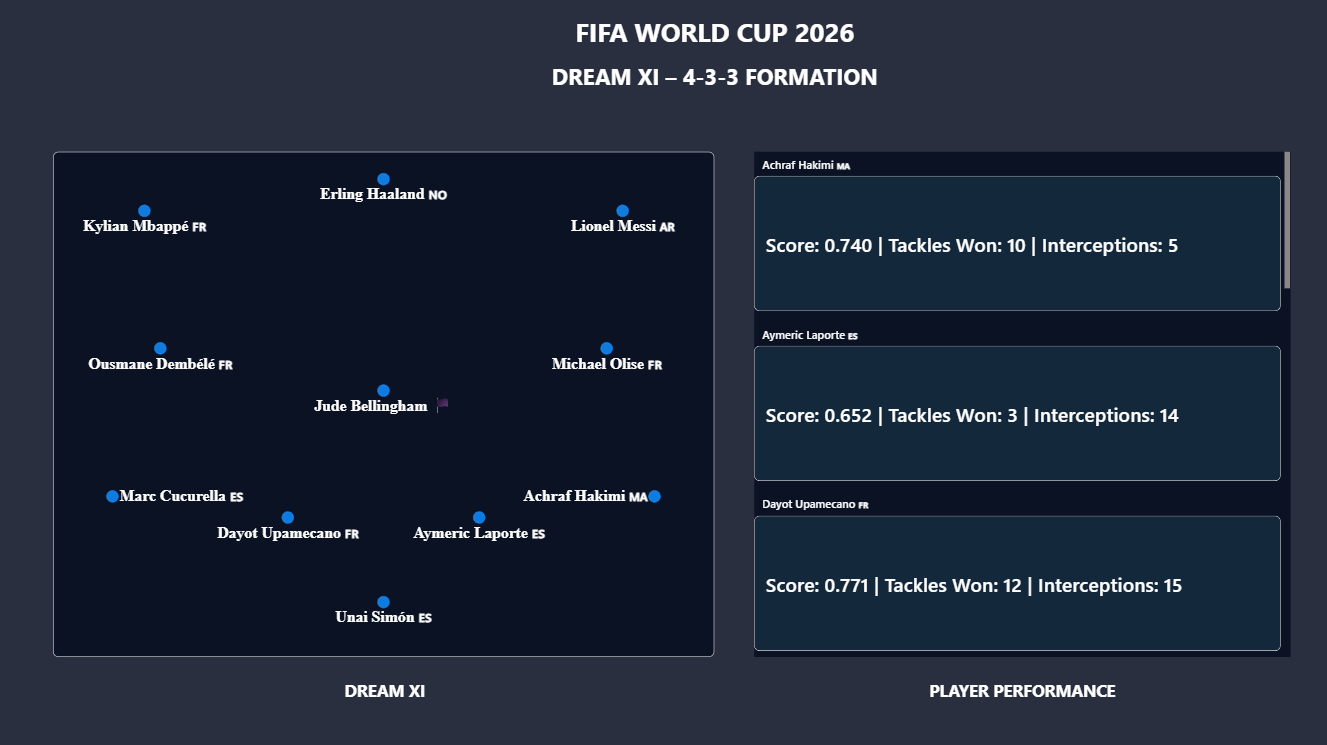 FIFA WORLD CUP 2026
DREAM XI – 4-3-3 FORMATION
Erling Haaland NO
Kylian Mbappé FR
Lionel Messi AR
Ousmane Dembélé FR
Michael Olise FR
Jude Bellingham
Marc Cucurella ES
Achraf Hakimi MA
Dayot Upamecano FR
Aymeric Laporte ES
Unai Simón ES
DREAM XI
Achraf Hakimi MA
Score: 0.740 | Tackles Won: 10 | Interceptions: 5
Aymeric Laporte ES
Score: 0.652 | Tackles Won: 3 | Interceptions: 14
Dayot Upamecano FR
Score: 0.771 | Tackles Won: 12 | Interceptions: 15
PLAYER PERFORMANCE